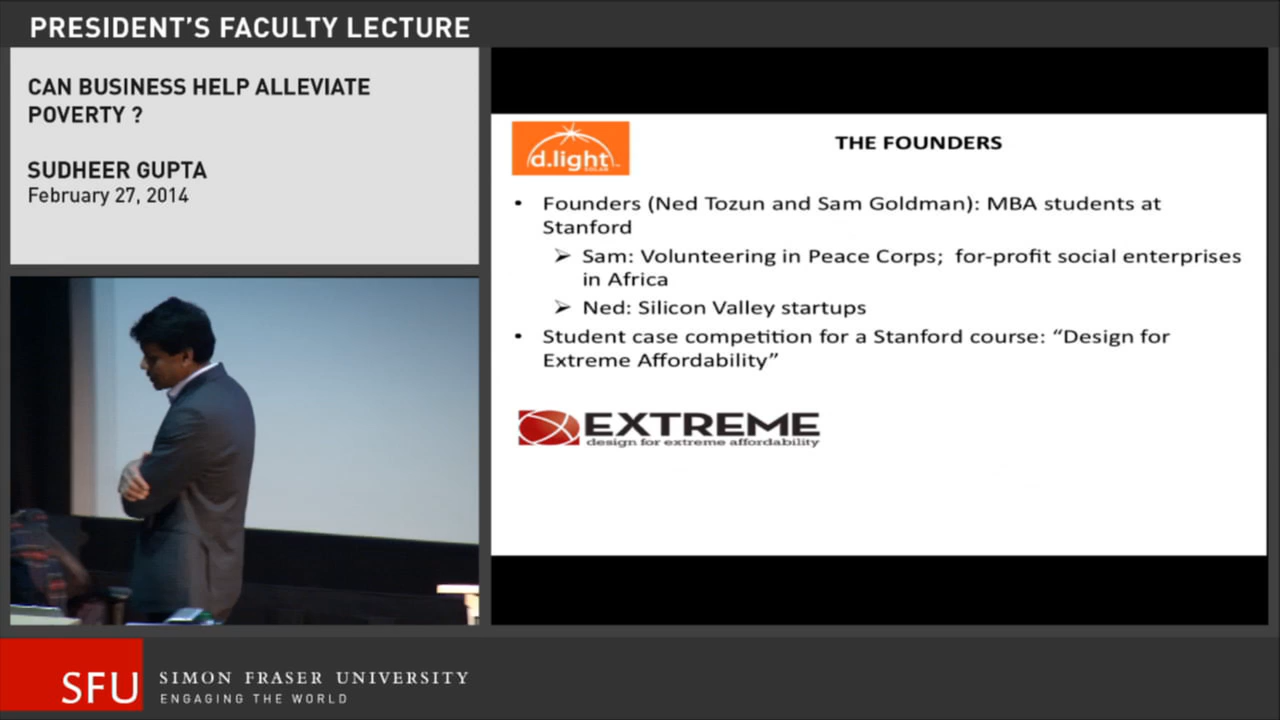 PRESIDENT'S FACULTY LECTURE
CAN BUSINESS HELP ALLEVIATE
POVERTY ?
SUDHEER GUPTA
February 27, 2014
d.light
SOLAR
THE FOUNDERS
• Founders (Ned Tozun and Sam Goldman): MBA students at
Stanford
➢ Sam: Volunteering in Peace Corps; for-profit social enterprises
in Africa
➢ Ned: Silicon Valley startups
• Student case competition for a Stanford course: “Design for
Extreme Affordability”
EXTREME
design for extreme affordability
SFU
SIMON FRASER UNIVERSITY
ENGAGING THE WORLD